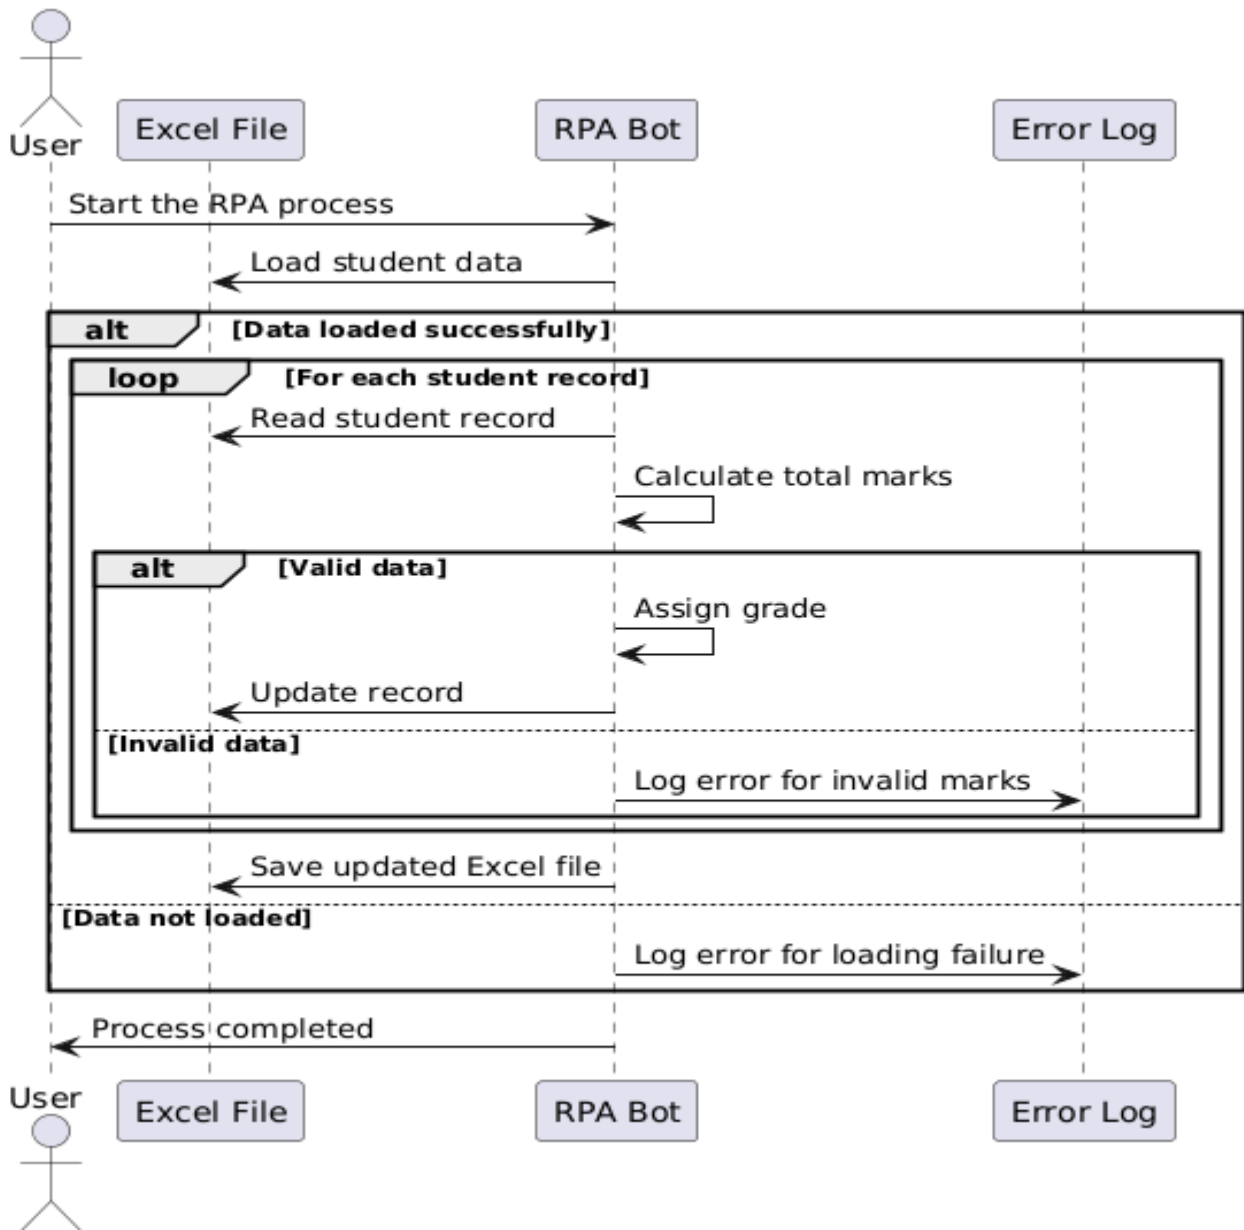 User
Excel File
RPA Bot
Error Log
Start the RPA process
Load student data
alt
[Data loaded successfully]
loop
[For each student record]
Read student record
Calculate total marks
alt
[Valid data]
Assign grade
Update record
[Invalid data]
Log error for invalid marks
Save updated Excel file
[Data not loaded]
Log error for loading failure
Process completed
User
Excel File
RPA Bot
Error Log